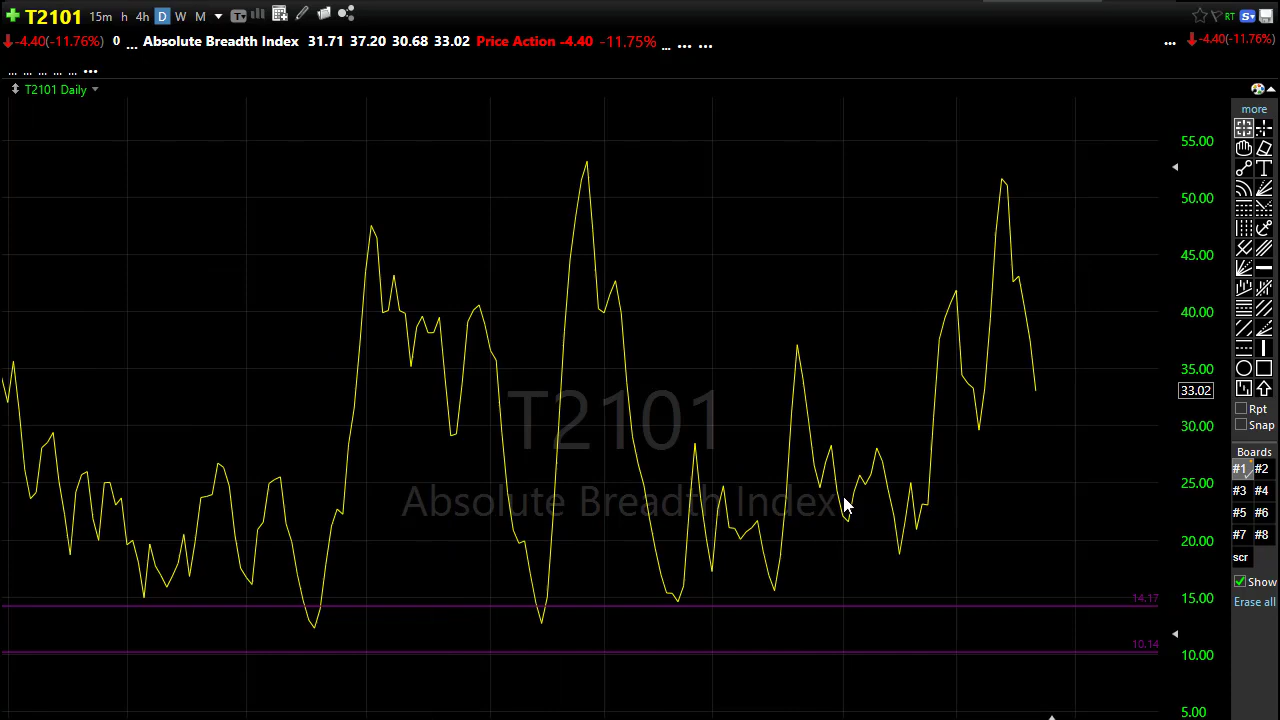 T2101 15m h 4h D W M RT S
-4.40(-11.76%) 0 ... Absolute Breadth Index 31.71 37.20 30.68 33.02 Price Action -4.40 -11.75% ... ... ... ... -4.40(-11.76%)
... ... ... ... ... ...
T2101 Daily
more
55.00
50.00
45.00
40.00
35.00
33.02
30.00
25.00
20.00
15.00
10.00
5.00
T2101
Absolute Breadth Index
14.17
10.14
Rpt
Snap
Boards
#1 #2
#3 #4
#5 #6
#7 #8
scr
Show
Erase all